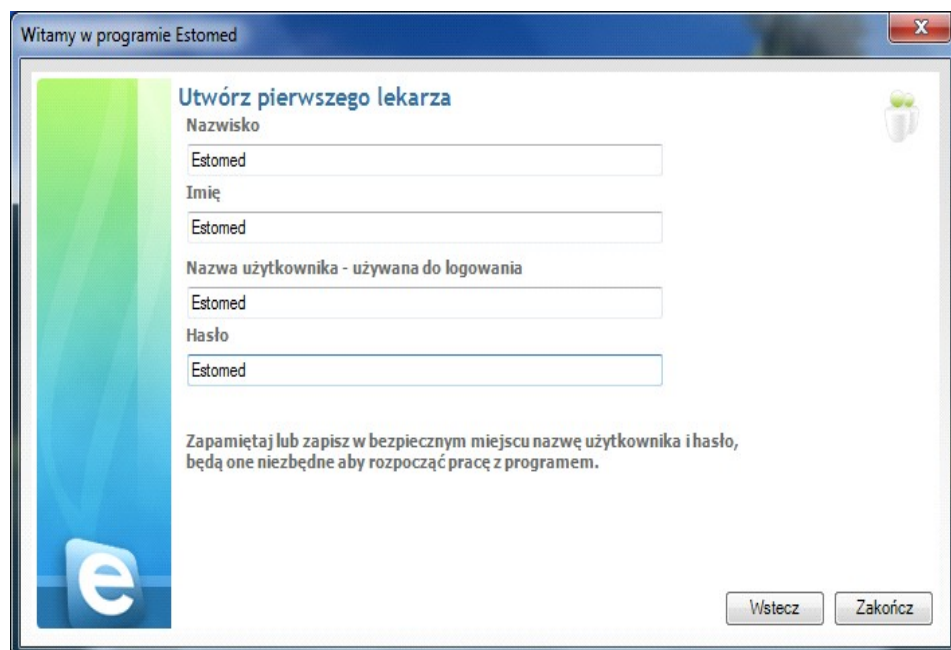 Witamy w programie Estomed
Utwórz pierwszego lekarza
Nazwisko
Estomed
Imię
Estomed
Nazwa użytkownika - używana do logowania
Estomed
Hasło
Estomed
Zapamiętaj lub zapisz w bezpiecznym miejscu nazwę użytkownika i hasło,
będą one niezbędne aby rozpocząć pracę z programem.
e
Wstecz Zakończ